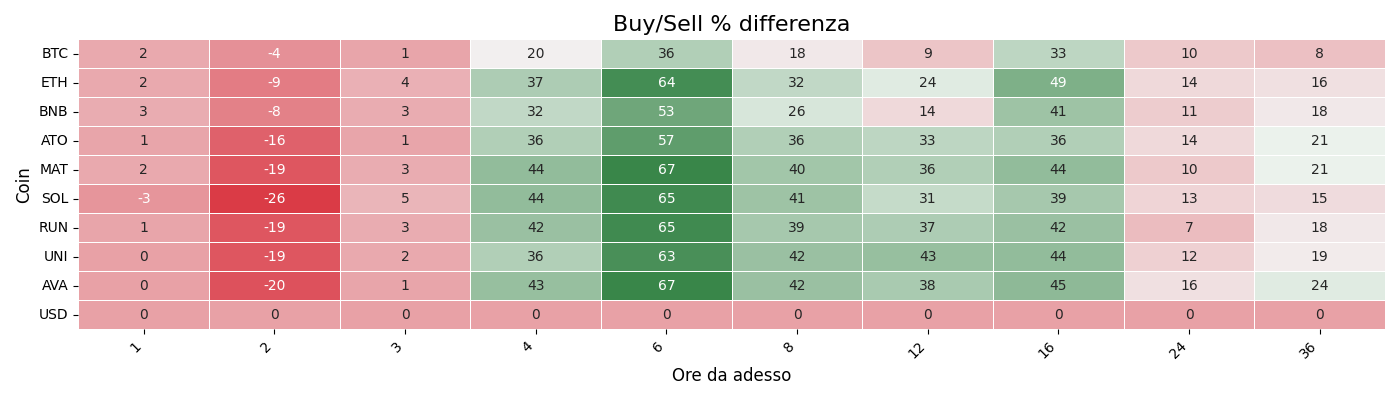 Buy/Sell % differenza
Coin
BTC 2 -4 1 20 36 18 9 33 10 8
ETH 2 -9 4 37 64 32 24 49 14 16
BNB 3 -8 3 32 53 26 14 41 11 18
ATO 1 -16 1 36 57 36 33 36 14 21
MAT 2 -19 3 44 67 40 36 44 10 21
SOL -3 -26 5 44 65 41 31 39 13 15
RUN 1 -19 3 42 65 39 37 42 7 18
UNI 0 -19 2 36 63 42 43 44 12 19
AVA 0 -20 1 43 67 42 38 45 16 24
USD 0 0 0 0 0 0 0 0 0 0
1 2 3 4 6 8 12 16 24 36
Ore da adesso